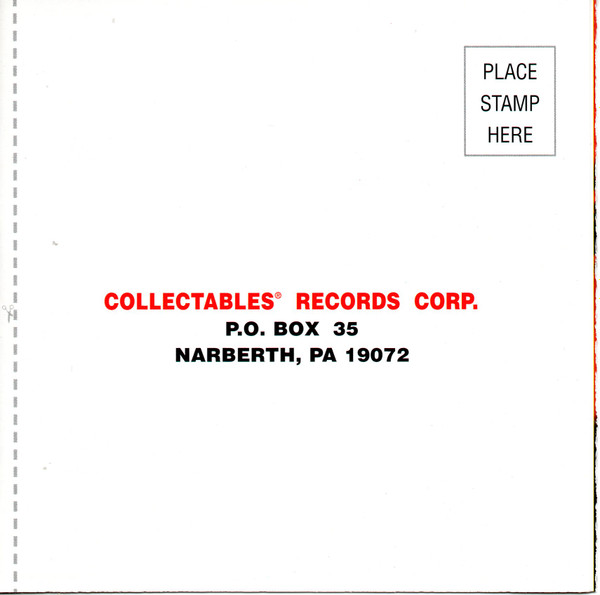 PLACE
STAMP
HERE
COLLECTABLES® RECORDS CORP.
P.O. BOX 35
NARBERTH, PA 19072